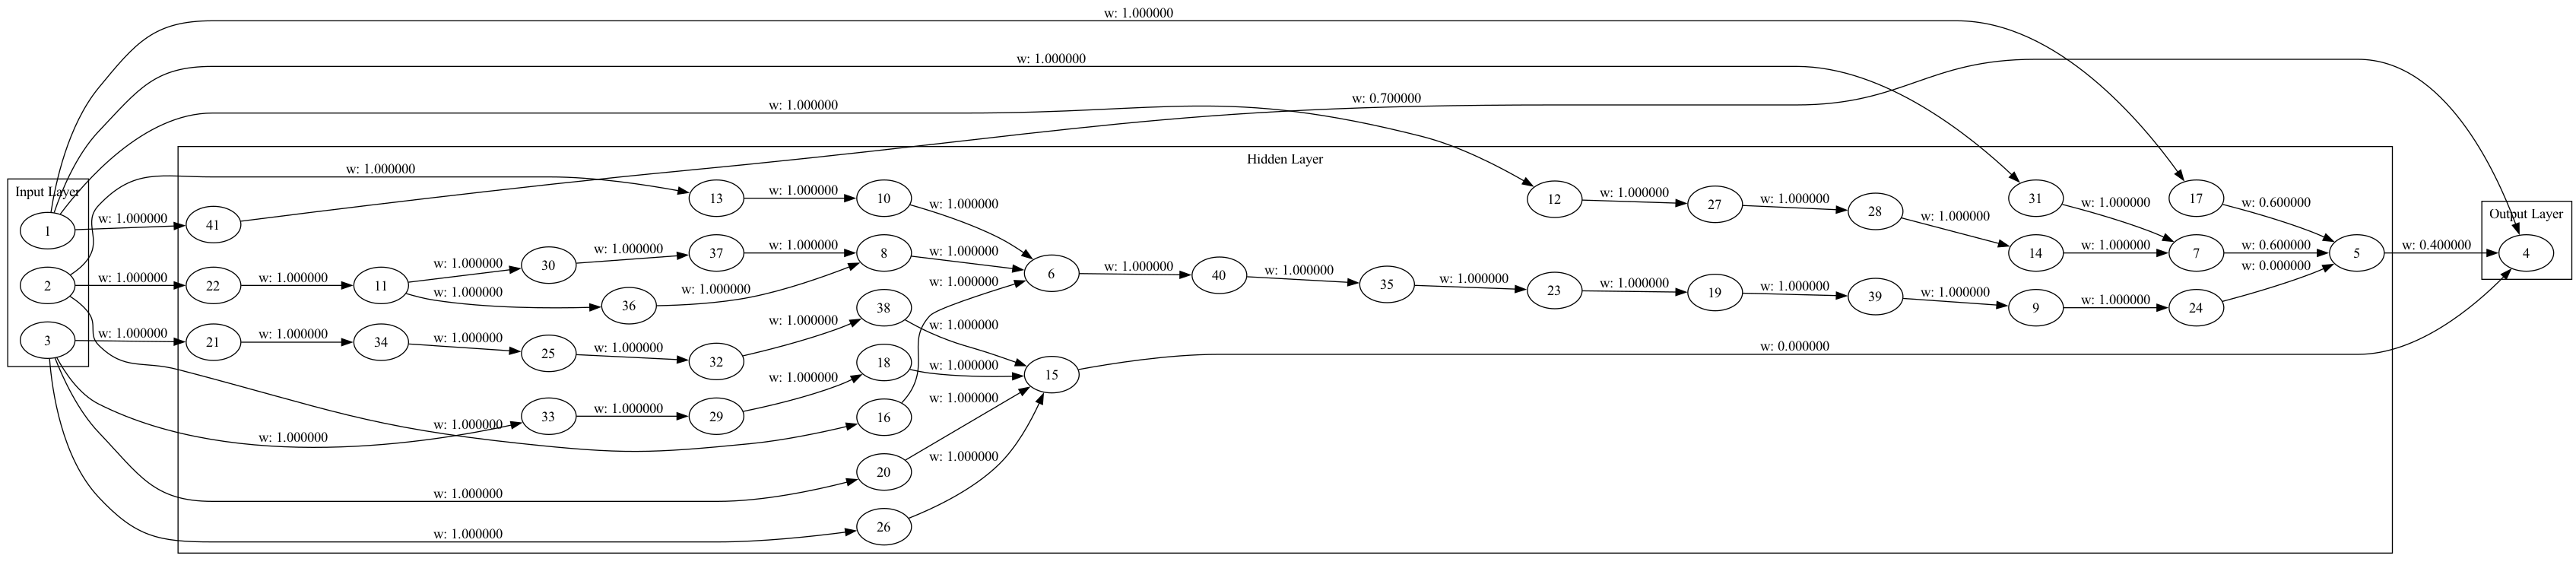 w: 1.000000
w: 1.000000
w: 1.000000
w: 0.700000
Hidden Layer
Input Layer
w: 1.000000
13
w: 1.000000
10
w: 1.000000
12
w: 1.000000
27
w: 1.000000
28
w: 1.000000
31
w: 1.000000
17
w: 0.600000
Output Layer
1
w: 1.000000
41
30
w: 1.000000
w: 1.000000
37
w: 1.000000
8
w: 1.000000
14
w: 1.000000
7
w: 0.600000
5
w: 0.400000
4
2
w: 1.000000
22
w: 1.000000
11
w: 1.000000
36
w: 1.000000
w: 1.000000
6
w: 1.000000
40
w: 1.000000
35
w: 1.000000
23
w: 1.000000
19
w: 1.000000
39
w: 1.000000
9
w: 1.000000
24
w: 0.000000
3
w: 1.000000
21
w: 1.000000
34
w: 1.000000
25
w: 1.000000
32
w: 1.000000
38
w: 1.000000
w: 1.000000
33
w: 1.000000
29
w: 1.000000
18
w: 1.000000
15
w: 0.000000
w: 1.000000
16
w: 1.000000
20
w: 1.000000
w: 1.000000
26
w: 1.000000